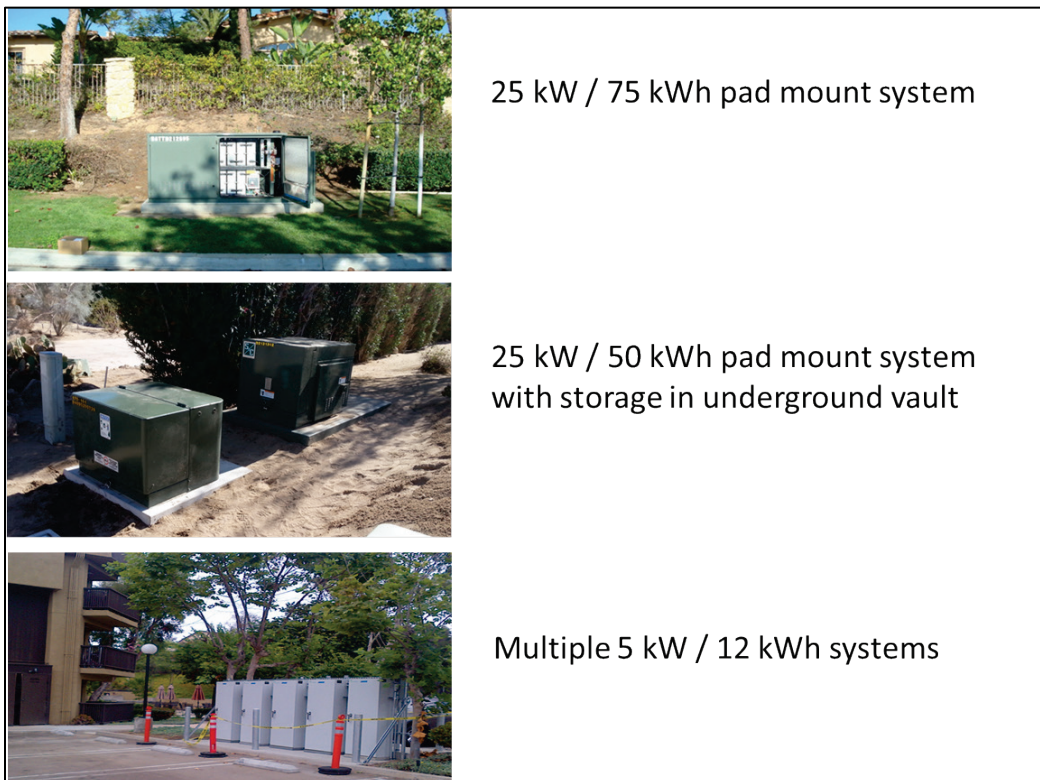 25 kW / 75 kWh pad mount system
25 kW / 50 kWh pad mount system
with storage in underground vault
Multiple 5 kW / 12 kWh systems